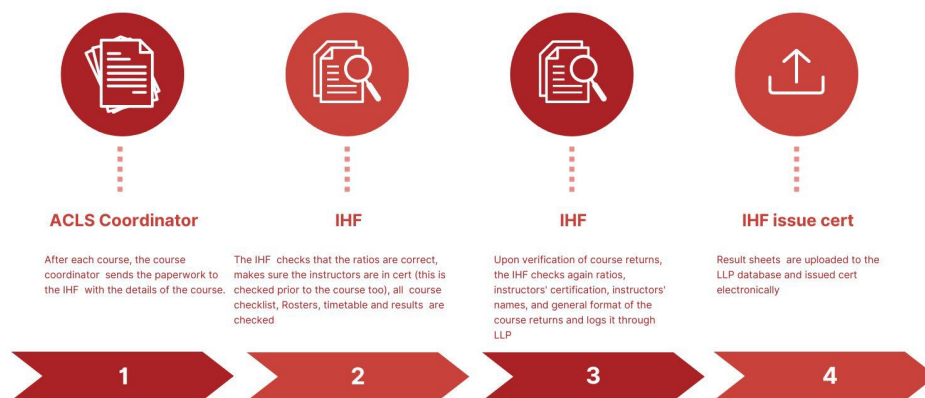 ACLS Coordinator
After each course, the course
coordinator sends the paperwork to
the IHF with the details of the course.
IHF
The IHF checks that the ratios are correct,
makes sure the instructors are in cert (this is
checked prior to the course too), all course
checklist, Rosters, timetable and results are
checked
IHF
Upon verification of course returns,
the IHF checks again ratios,
instructors' certification, instructors'
names, and general format of the
course returns and logs it through
LLP
IHF issue cert
Result sheets are uploaded to the
LLP database and issued cert
electronically
1
2
3
4